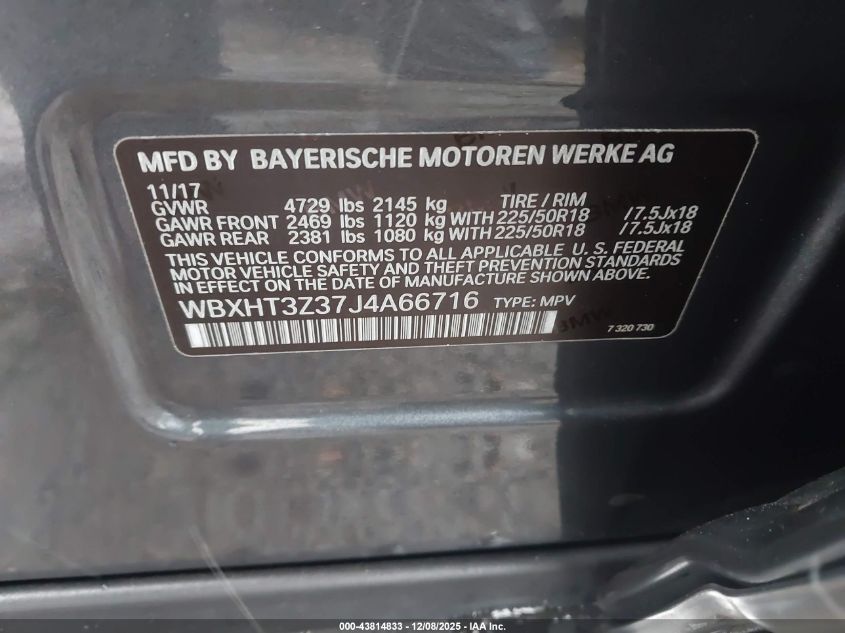 MFD BY BAYERISCHE MOTOREN WERKE AG
11/17
GVWR 4729 lbs 2145 kg TIRE / RIM
GAWR FRONT 2469 lbs 1120 kg WITH 225/50R18 /7.5Jx18
GAWR REAR 2381 lbs 1080 kg WITH 225/50R18 /7.5Jx18
THIS VEHICLE CONFORMS TO ALL APPLICABLE U. S. FEDERAL
MOTOR VEHICLE SAFETY AND THEFT PREVENTION STANDARDS
IN EFFECT ON THE DATE OF MANUFACTURE SHOWN ABOVE.
WBXHT3Z37J4A66716 TYPE: MPV
7 320 730
000-43814833 - 12/08/2025 - IAA Inc.